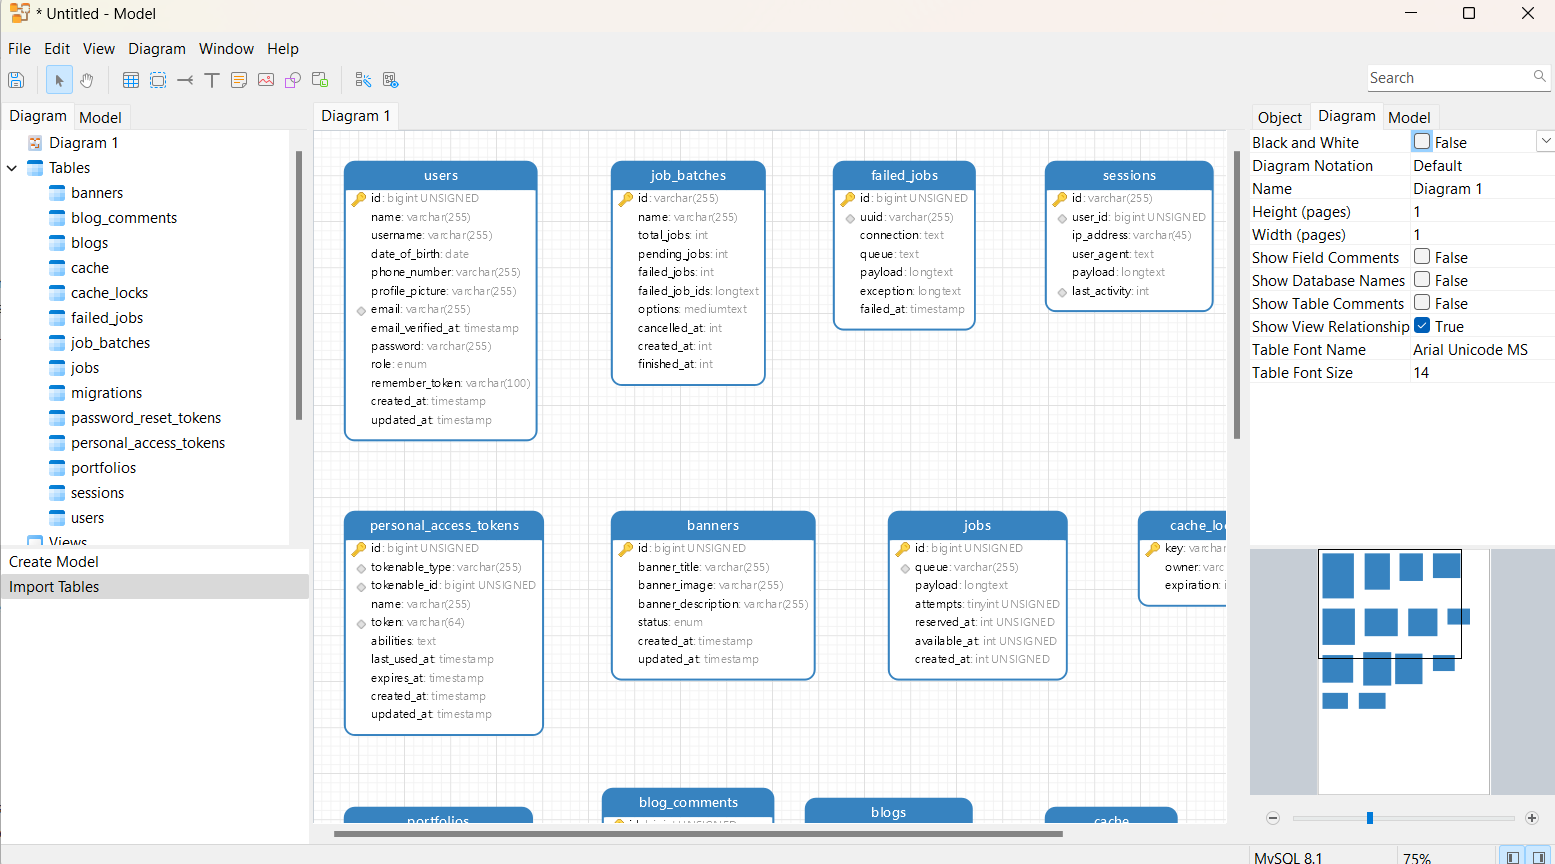 * Untitled - Model
File Edit View Diagram Window Help
Search
Diagram Model
Diagram 1
Tables
banners
blog_comments
blogs
cache
cache_locks
failed_jobs
job_batches
jobs
migrations
password_reset_tokens
personal_access_tokens
portfolios
sessions
users
Views
Create Model
Import Tables
Diagram 1
users
id: bigint UNSIGNED
name: varchar(255)
username: varchar(255)
date_of_birth: date
phone_number: varchar(255)
profile_picture: varchar(255)
email: varchar(255)
email_verified_at: timestamp
password: varchar(255)
role: enum
remember_token: varchar(100)
created_at: timestamp
updated_at: timestamp
job_batches
id: varchar(255)
name: varchar(255)
total_jobs: int
pending_jobs: int
failed_jobs: int
failed_job_ids: longtext
options: mediumtext
cancelled_at: int
created_at: int
finished_at: int
failed_jobs
id: bigint UNSIGNED
uuid: varchar(255)
connection: text
queue: text
payload: longtext
exception: longtext
failed_at: timestamp
sessions
id: varchar(255)
user_id: bigint UNSIGNED
ip_address: varchar(45)
user_agent: text
payload: longtext
last_activity: int
personal_access_tokens
id: bigint UNSIGNED
tokenable_type: varchar(255)
tokenable_id: bigint UNSIGNED
name: varchar(255)
token: varchar(64)
abilities: text
last_used_at: timestamp
expires_at: timestamp
created_at: timestamp
updated_at: timestamp
banners
id: bigint UNSIGNED
banner_title: varchar(255)
banner_image: varchar(255)
banner_description: varchar(255)
status: enum
created_at: timestamp
updated_at: timestamp
jobs
id: bigint UNSIGNED
queue: varchar(255)
payload: longtext
attempts: tinyint UNSIGNED
reserved_at: int UNSIGNED
available_at: int UNSIGNED
created_at: int UNSIGNED
cache_lo
key: varchar
owner: varc
expiration: i
portfolios
blog_comments
id: bigint UNSIGNED
blogs
cache
Object Diagram Model
Black and White False
Diagram Notation Default
Name Diagram 1
Height (pages) 1
Width (pages) 1
Show Field Comments False
Show Database Names False
Show Table Comments False
Show View Relationship True
Table Font Name Arial Unicode MS
Table Font Size 14
MySQL 8.1 75%